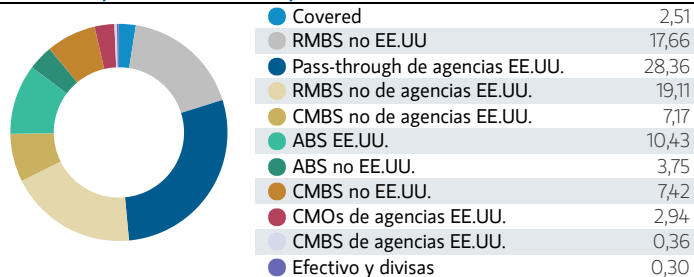 Covered 2,51
RMBS no EE.UU 17,66
Pass-through de agencias EE.UU. 28,36
RMBS no de agencias EE.UU. 19,11
CMBS no de agencias EE.UU. 7,17
ABS EE.UU. 10,43
ABS no EE.UU. 3,75
CMBS no EE.UU. 7,42
CMOs de agencias EE.UU. 2,94
CMBS de agencias EE.UU. 0,36
Efectivo y divisas 0,30